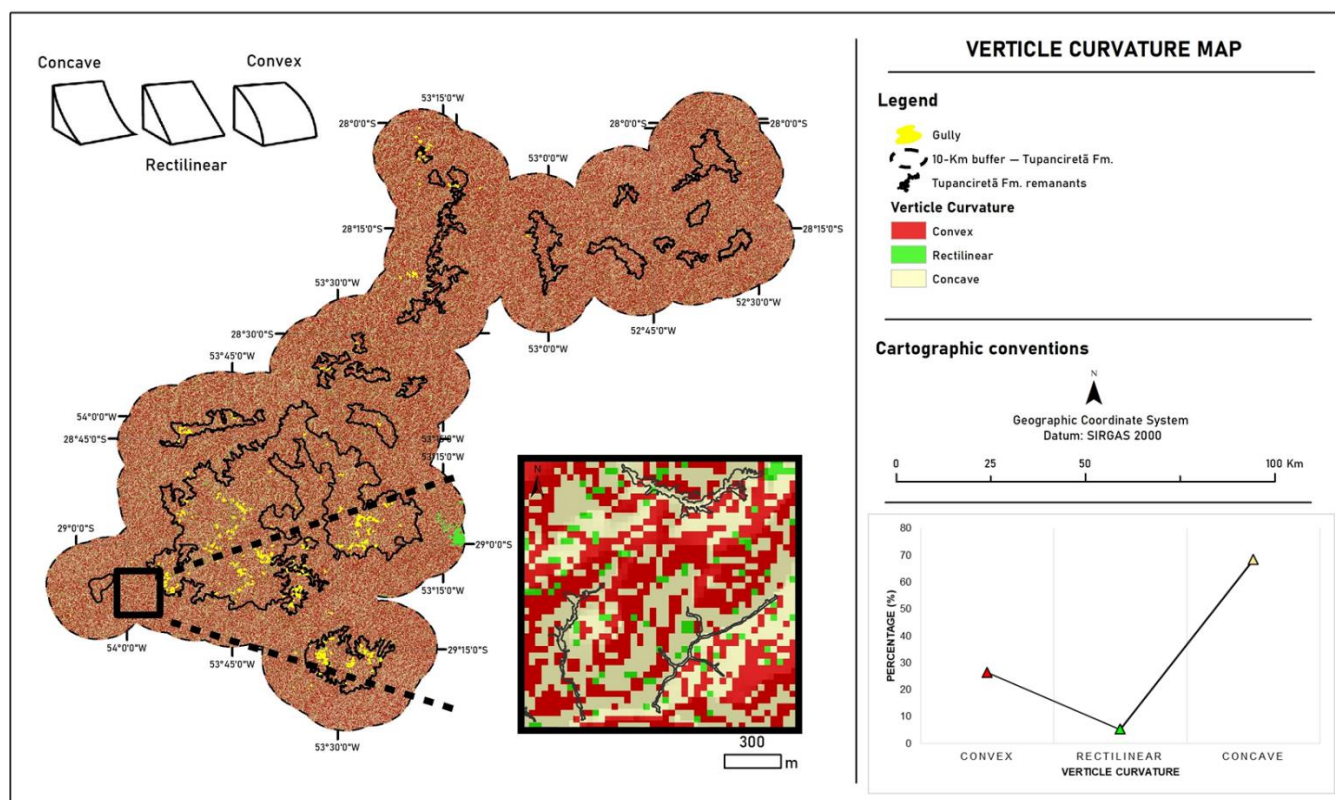 Concave
Convex
Rectilinear
53°15'0"W
28°0'0"S
28°0'0"S
28°0'0"S
53°0'0"W
28°15'0"S
28°15'0"S
53°30'0"W
52°30'0"W
52°45'0"W
28°30'0"S
53°0'0"W
53°45'0"W
54°0'0"W
28°45'0"S
53°15'0"W
53°15'0"W
29°0'0"S
29°0'0"S
53°15'0"W
54°0'0"W
53°45'0"W
29°15'0"S
53°30'0"W
N
300
m
VERTICLE CURVATURE MAP
Legend
Gully
10-Km buffer — Tupanciretã Fm.
Tupanciretã Fm. remanants
Verticle Curvature
Convex
Rectilinear
Concave
Cartographic conventions
N
Geographic Coordinate System
Datum: SIRGAS 2000
0 25 50 100 Km
80
70
60
50
40
30
20
10
0
PERCENTAGE (%)
CONVEX RECTILINEAR CONCAVE
VERTICLE CURVATURE